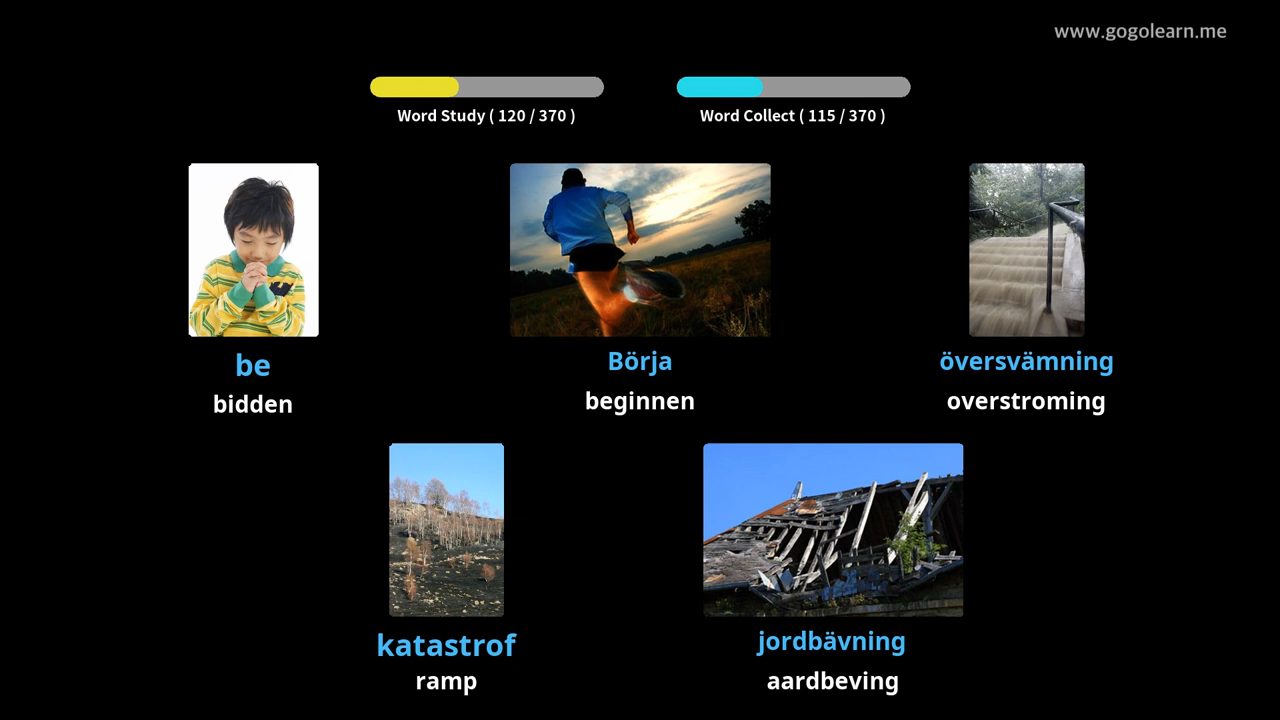 www.gogolearn.me
Word Study ( 120 / 370 )
Word Collect ( 115 / 370 )
be
bidden
Börja
beginnen
översvämning
overstroming
katastrof
ramp
jordbävning
aardbeving